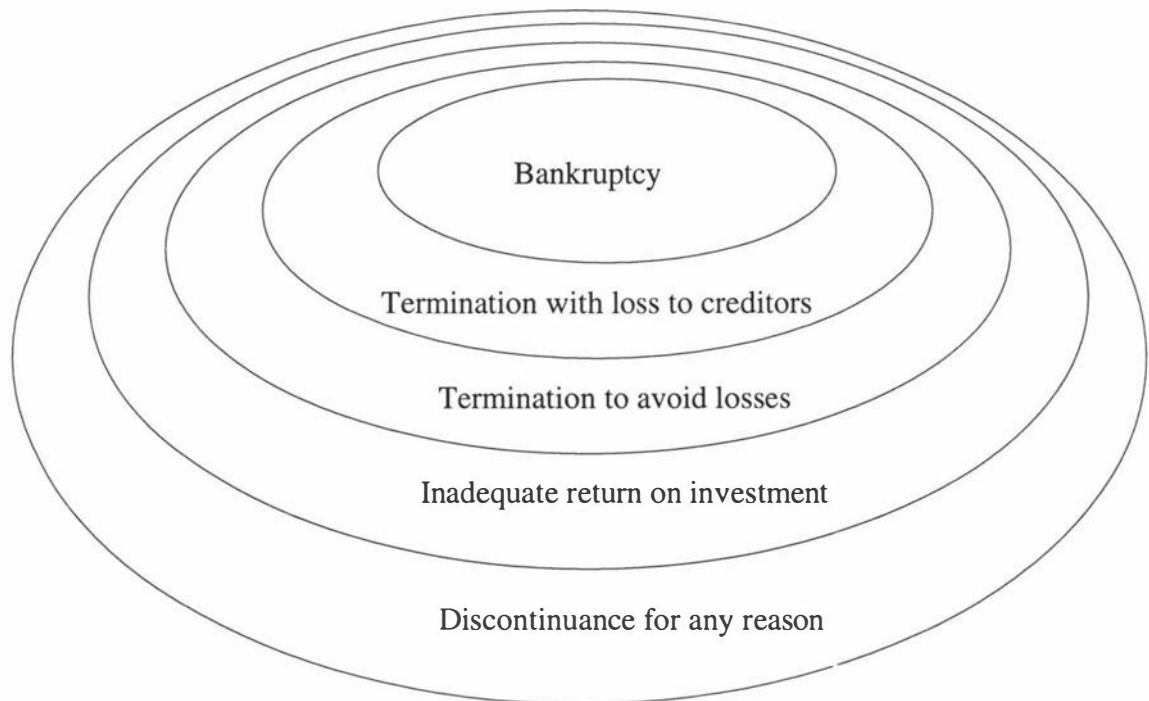 Bankruptcy
Termination with loss to creditors
Termination to avoid losses
Inadequate return on investment
Discontinuance for any reason